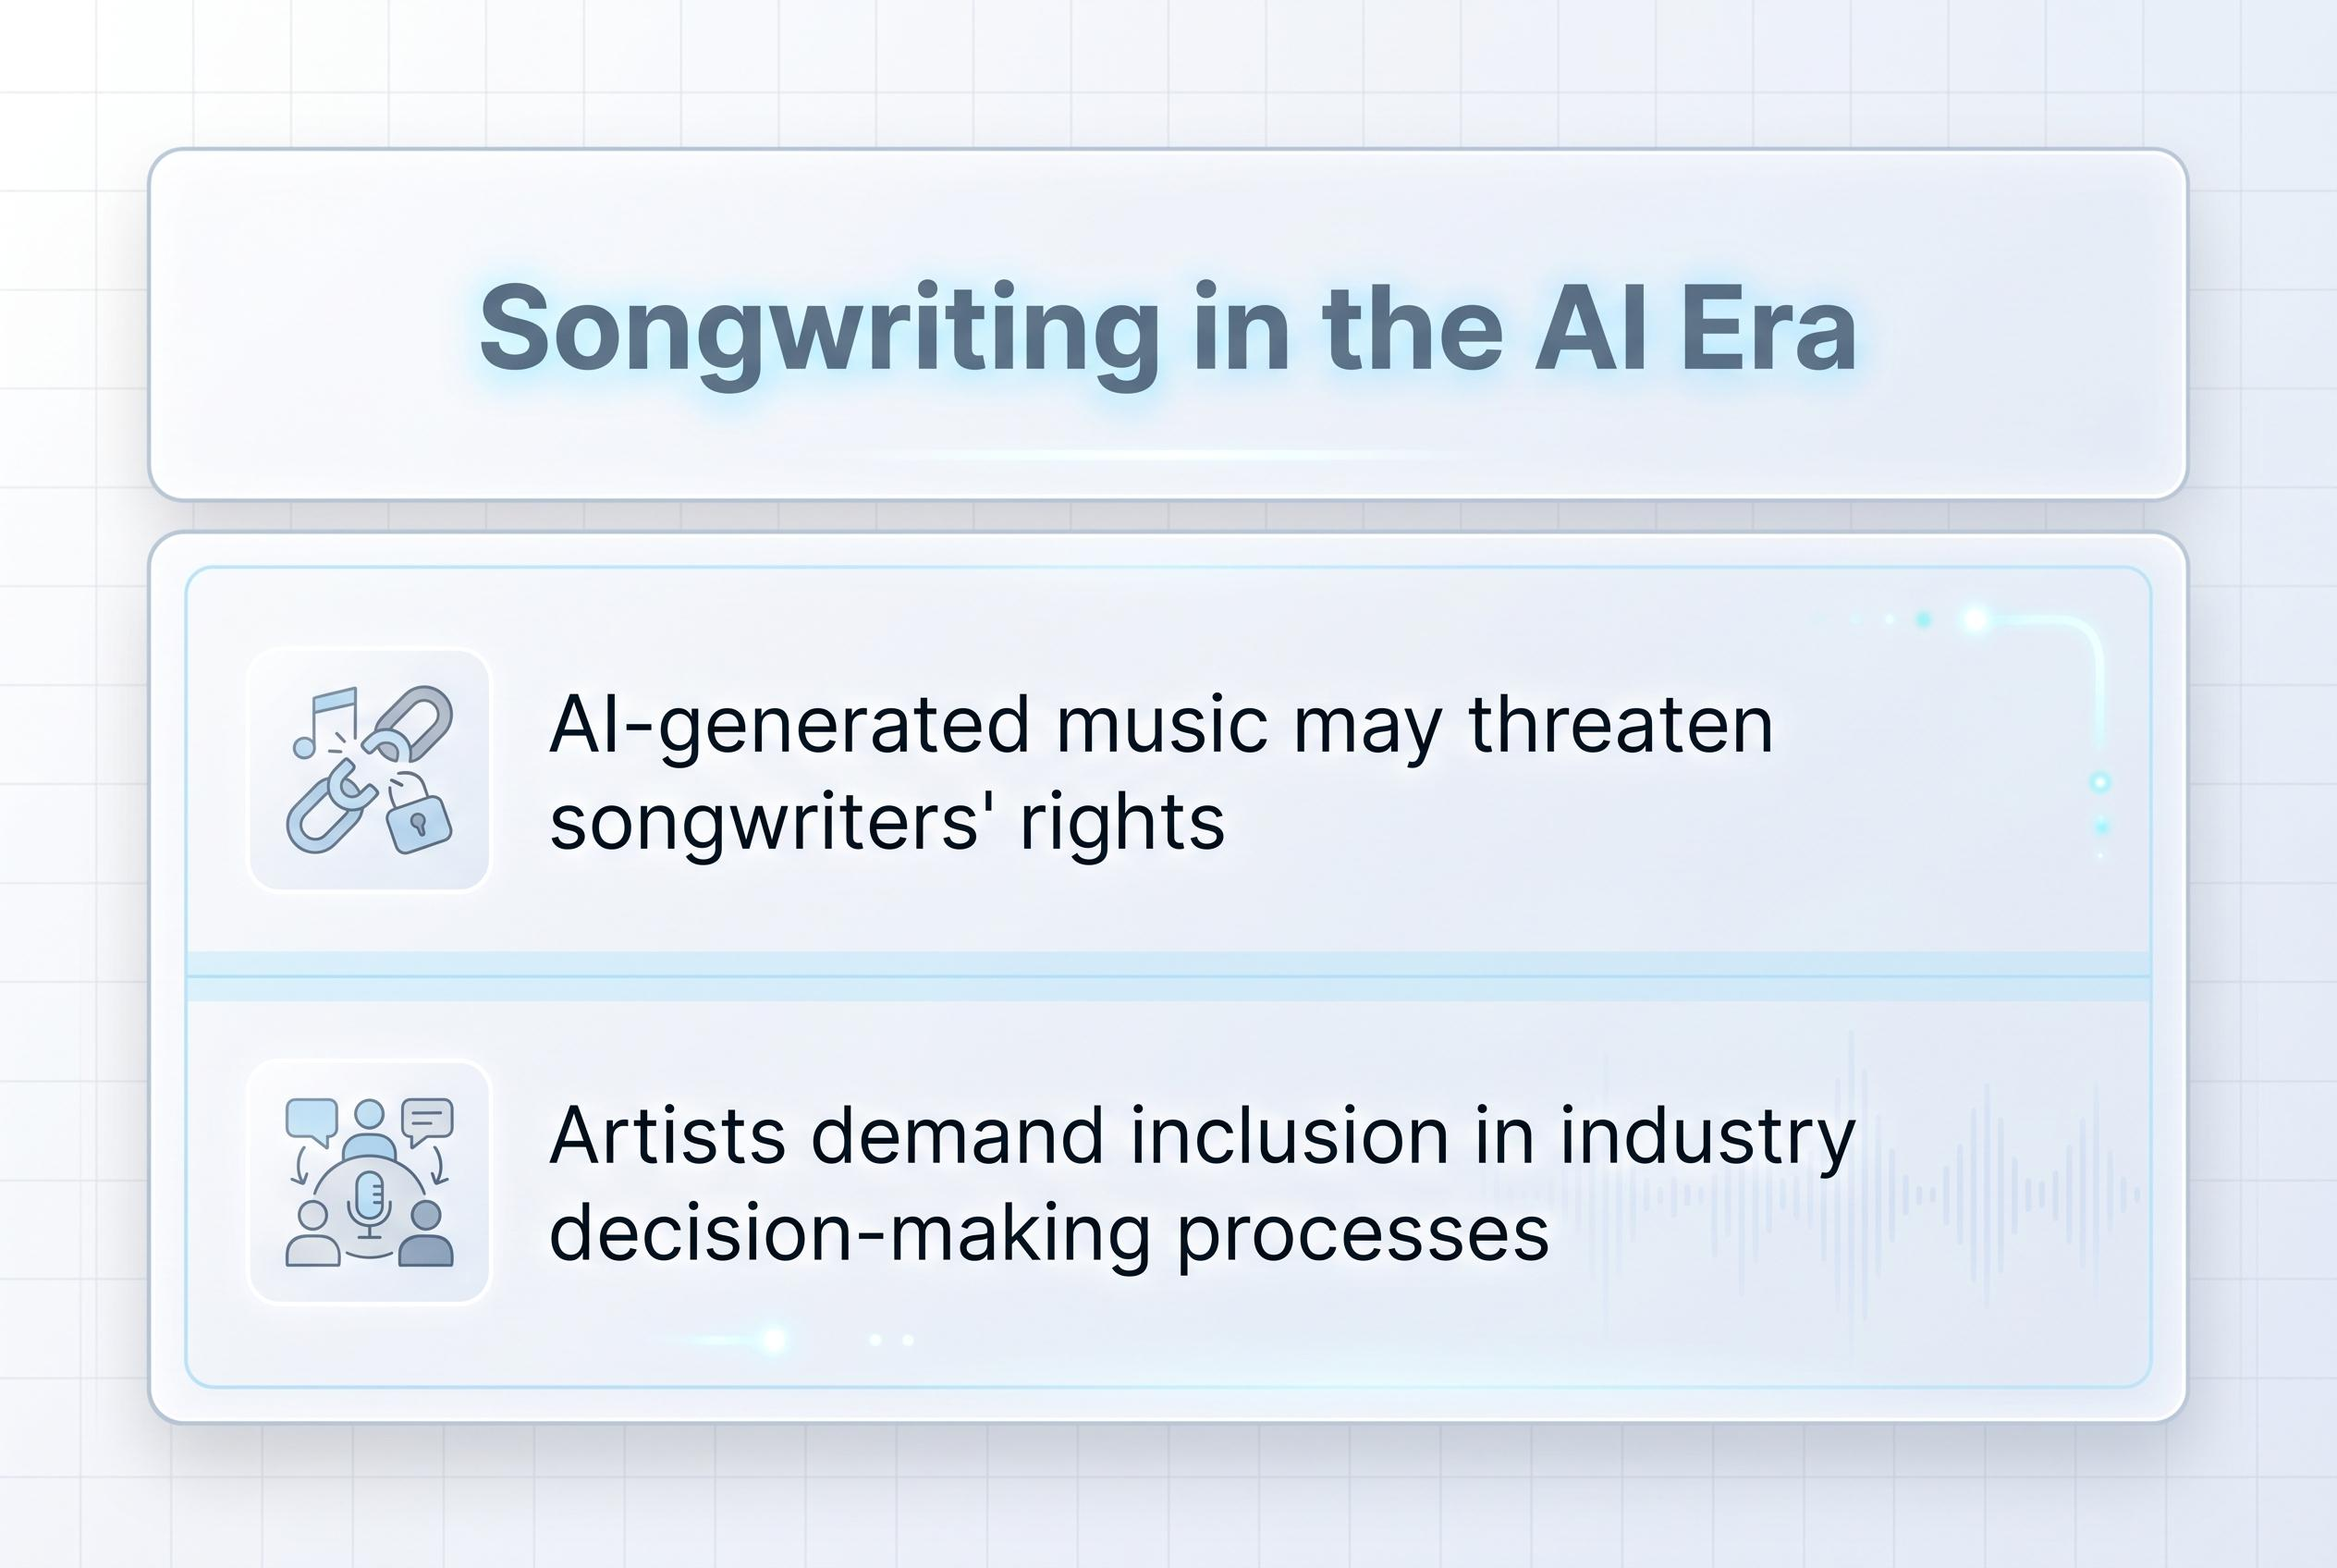 Songwriting in the AI Era
AI-generated music may threaten
songwriters' rights
Artists demand inclusion in industry
decision-making processes